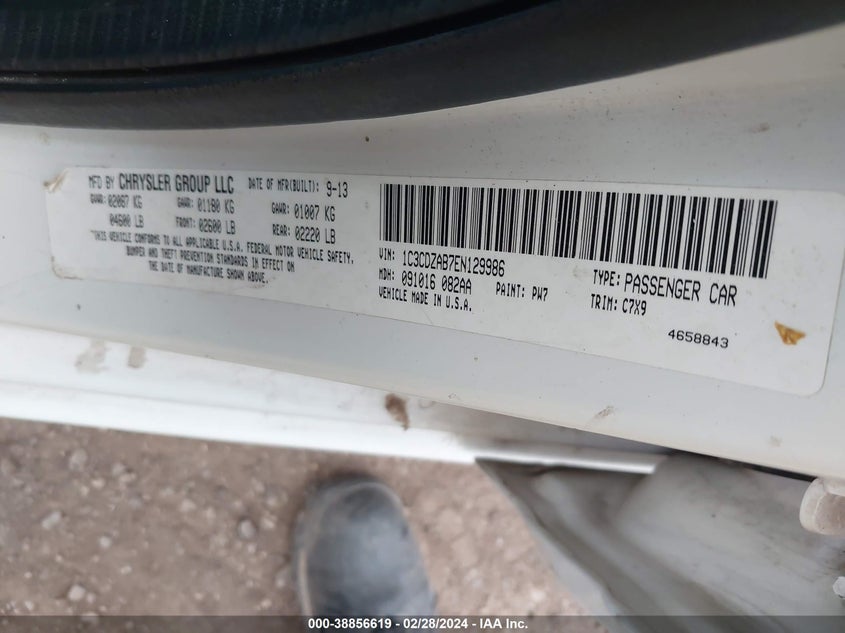 MFD BY CHRYSLER GROUP LLC DATE OF MFR(BUILT): 9-13
GVWR: 02087 KG GAWR: 01180 KG GAWR: 01007 KG
04600 LB FRONT: 02600 LB REAR: 02220 LB
"THIS VEHICLE CONFORMS TO ALL APPLICABLE U.S.A. FEDERAL MOTOR VEHICLE SAFETY,
BUMPER AND THEFT PREVENTION STANDARDS IN EFFECT ON
THE DATE OF MANUFACTURE SHOWN ABOVE."
VIN: 1C3CDZAB7EN129986 TYPE: PASSENGER CAR
MDH: 091016 082AA PAINT: PW7 TRIM: C7X9
VEHICLE MADE IN U.S.A.
4658843
000-38856619 / 02/28/2024 — IAA Inc.